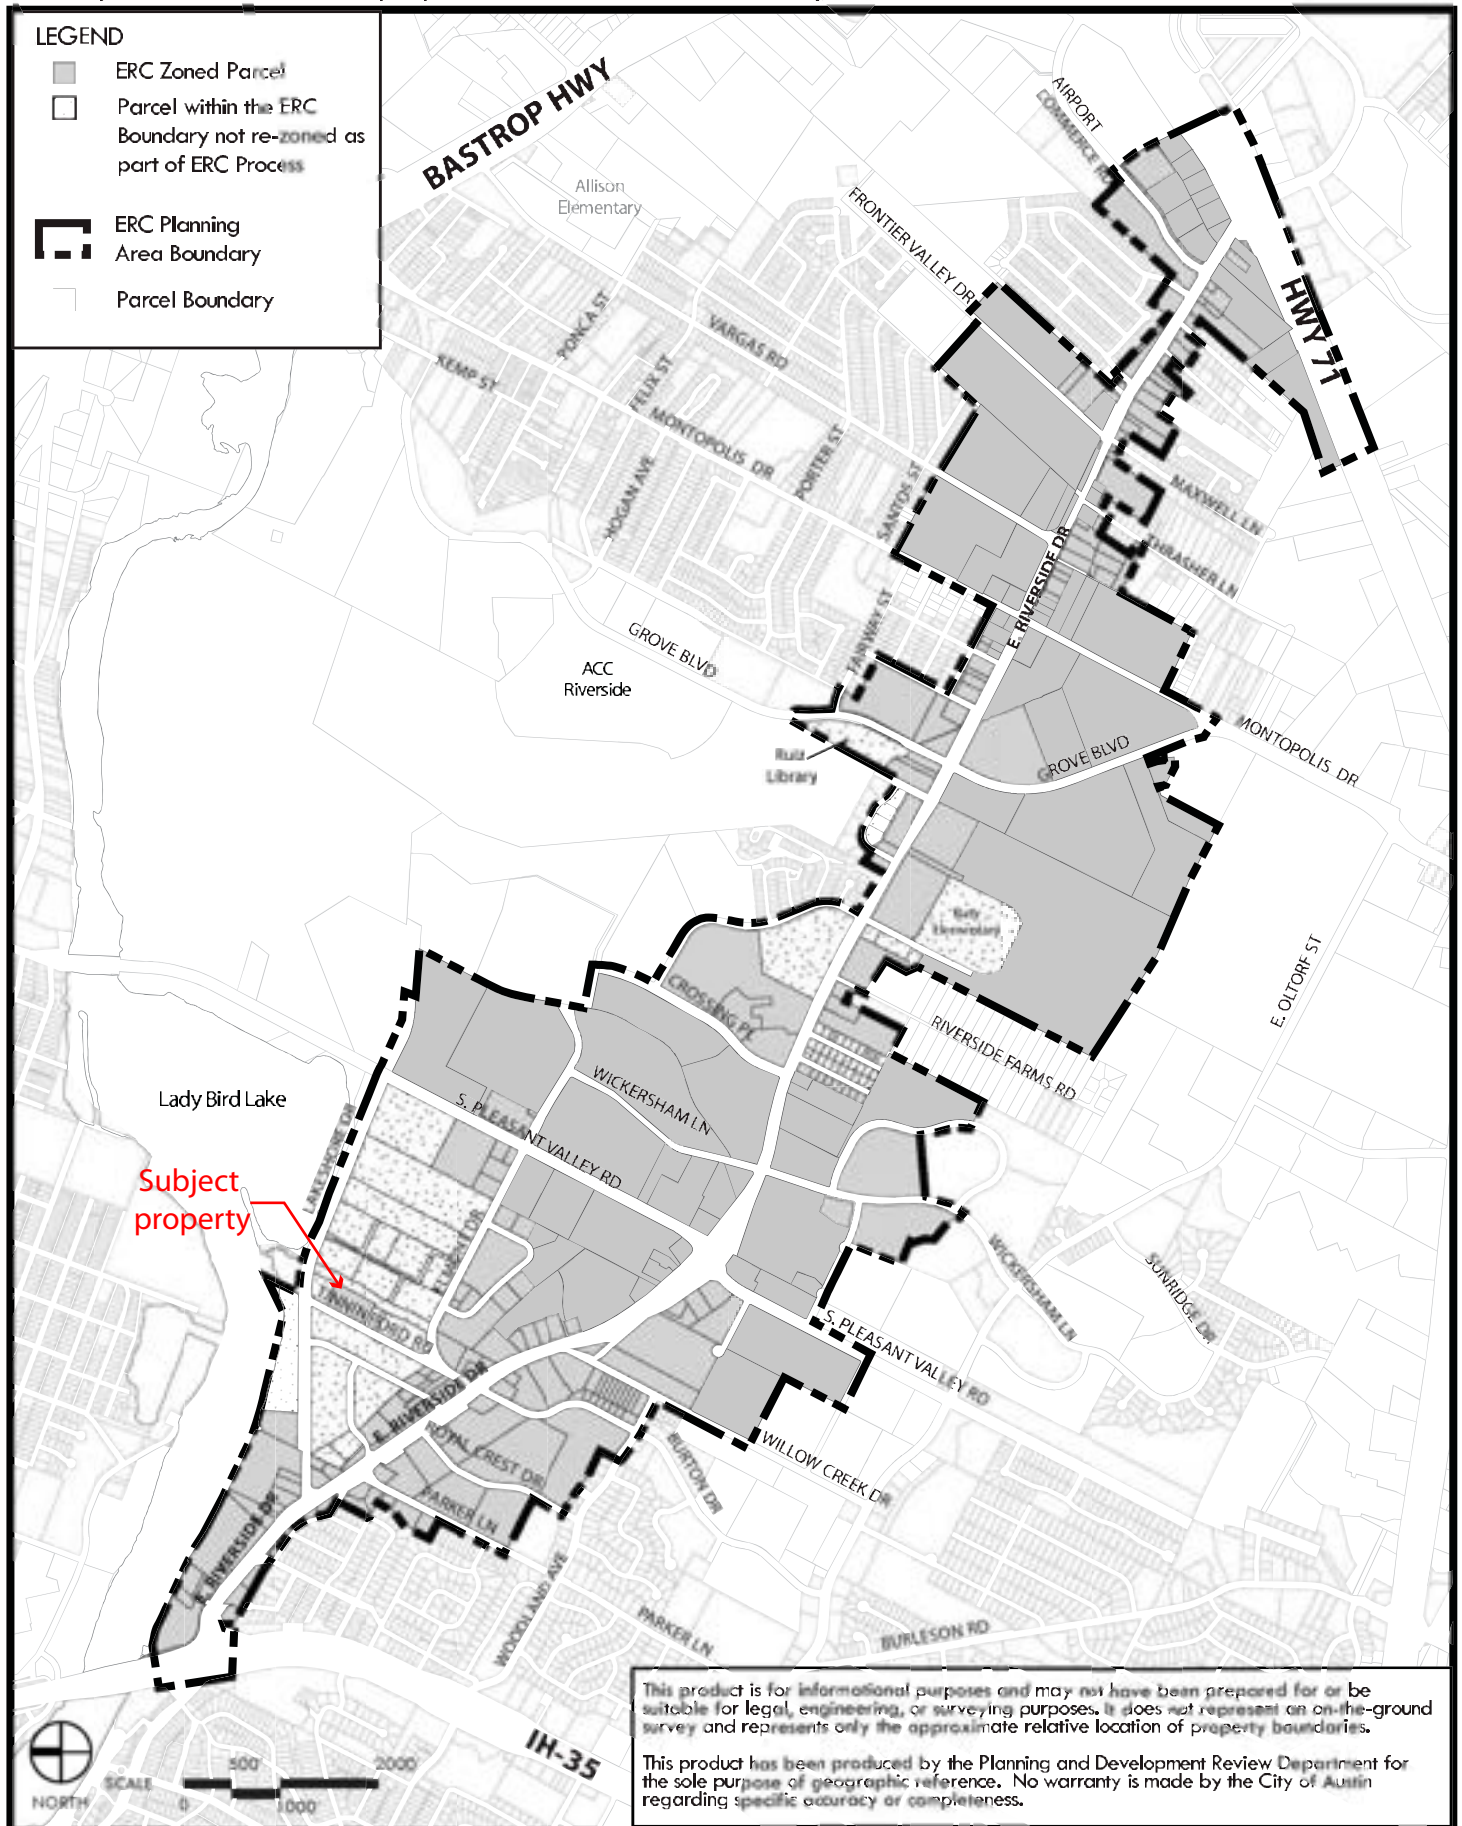 LEGEND
ERC Zoned Parcel
Parcel within the ERC
Boundary not re-zoned as
part of ERC Process
ERC Planning
Area Boundary
Parcel Boundary
BASTROP HWY
Allison
Elementary
AIRPORT
COMMERCE
FRONTIER VALLEY DR
HWY 71
PONCA ST
VARGAS RD
KEMP ST
FELIX ST
MONTOPOLIS DR
PORTER ST
HOGAN AVE
SANTOS ST
MAXWELL LN
THRASHER LN
E. RIVERSIDE DR
FAIRWAY ST
GROVE BLVD
ACC
Riverside
Ruiz
Library
GROVE BLVD
MONTOPOLIS DR
Elementary
E. OLTORF ST
CROSSING PL
RIVERSIDE FARMS RD
Lady Bird Lake
WICKERSHAM LN
S. PLEASANT VALLEY RD
LAKESHORE DR
Subject
property
TINNINFORD RD
ELMONT DR
WICKERSHAM LN
SUNRIDGE DR
S. PLEASANT VALLEY RD
E. RIVERSIDE DR
ROYAL CREST DR
PARKER LN
BURTON DR
WILLOW CREEK DR
E. RIVERSIDE DR
WOODLAND AVE
PARKER LN
BURLESON RD
IH-35
NORTH
SCALE
500
2000
0
1000
This product is for informational purposes and may not have been prepared for or be
suitable for legal, engineering, or surveying purposes. It does not represent an on-the-ground
survey and represents only the approximate relative location of property boundaries.
This product has been produced by the Planning and Development Review Department for
the sole purpose of geographic reference. No warranty is made by the City of Austin
regarding specific accuracy or completeness.